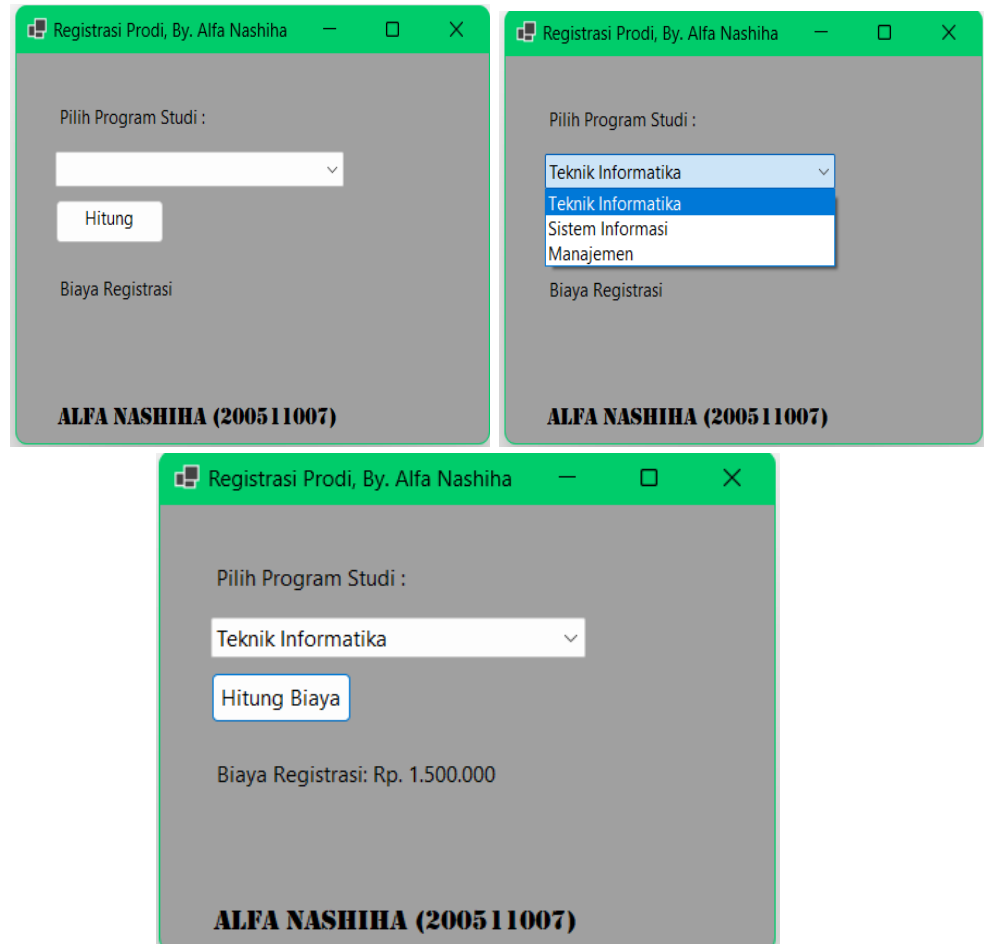 Registrasi Prodi, By. Alfa Nashiha
Pilih Program Studi :
Hitung
Biaya Registrasi
ALFA NASHIHA (200511007)
Registrasi Prodi, By. Alfa Nashiha
Pilih Program Studi :
Teknik Informatika
Teknik Informatika
Sistem Informasi
Manajemen
Biaya Registrasi
ALFA NASHIHA (200511007)
Registrasi Prodi, By. Alfa Nashiha
Pilih Program Studi :
Teknik Informatika
Hitung Biaya
Biaya Registrasi: Rp. 1.500.000
ALFA NASHIHA (200511007)